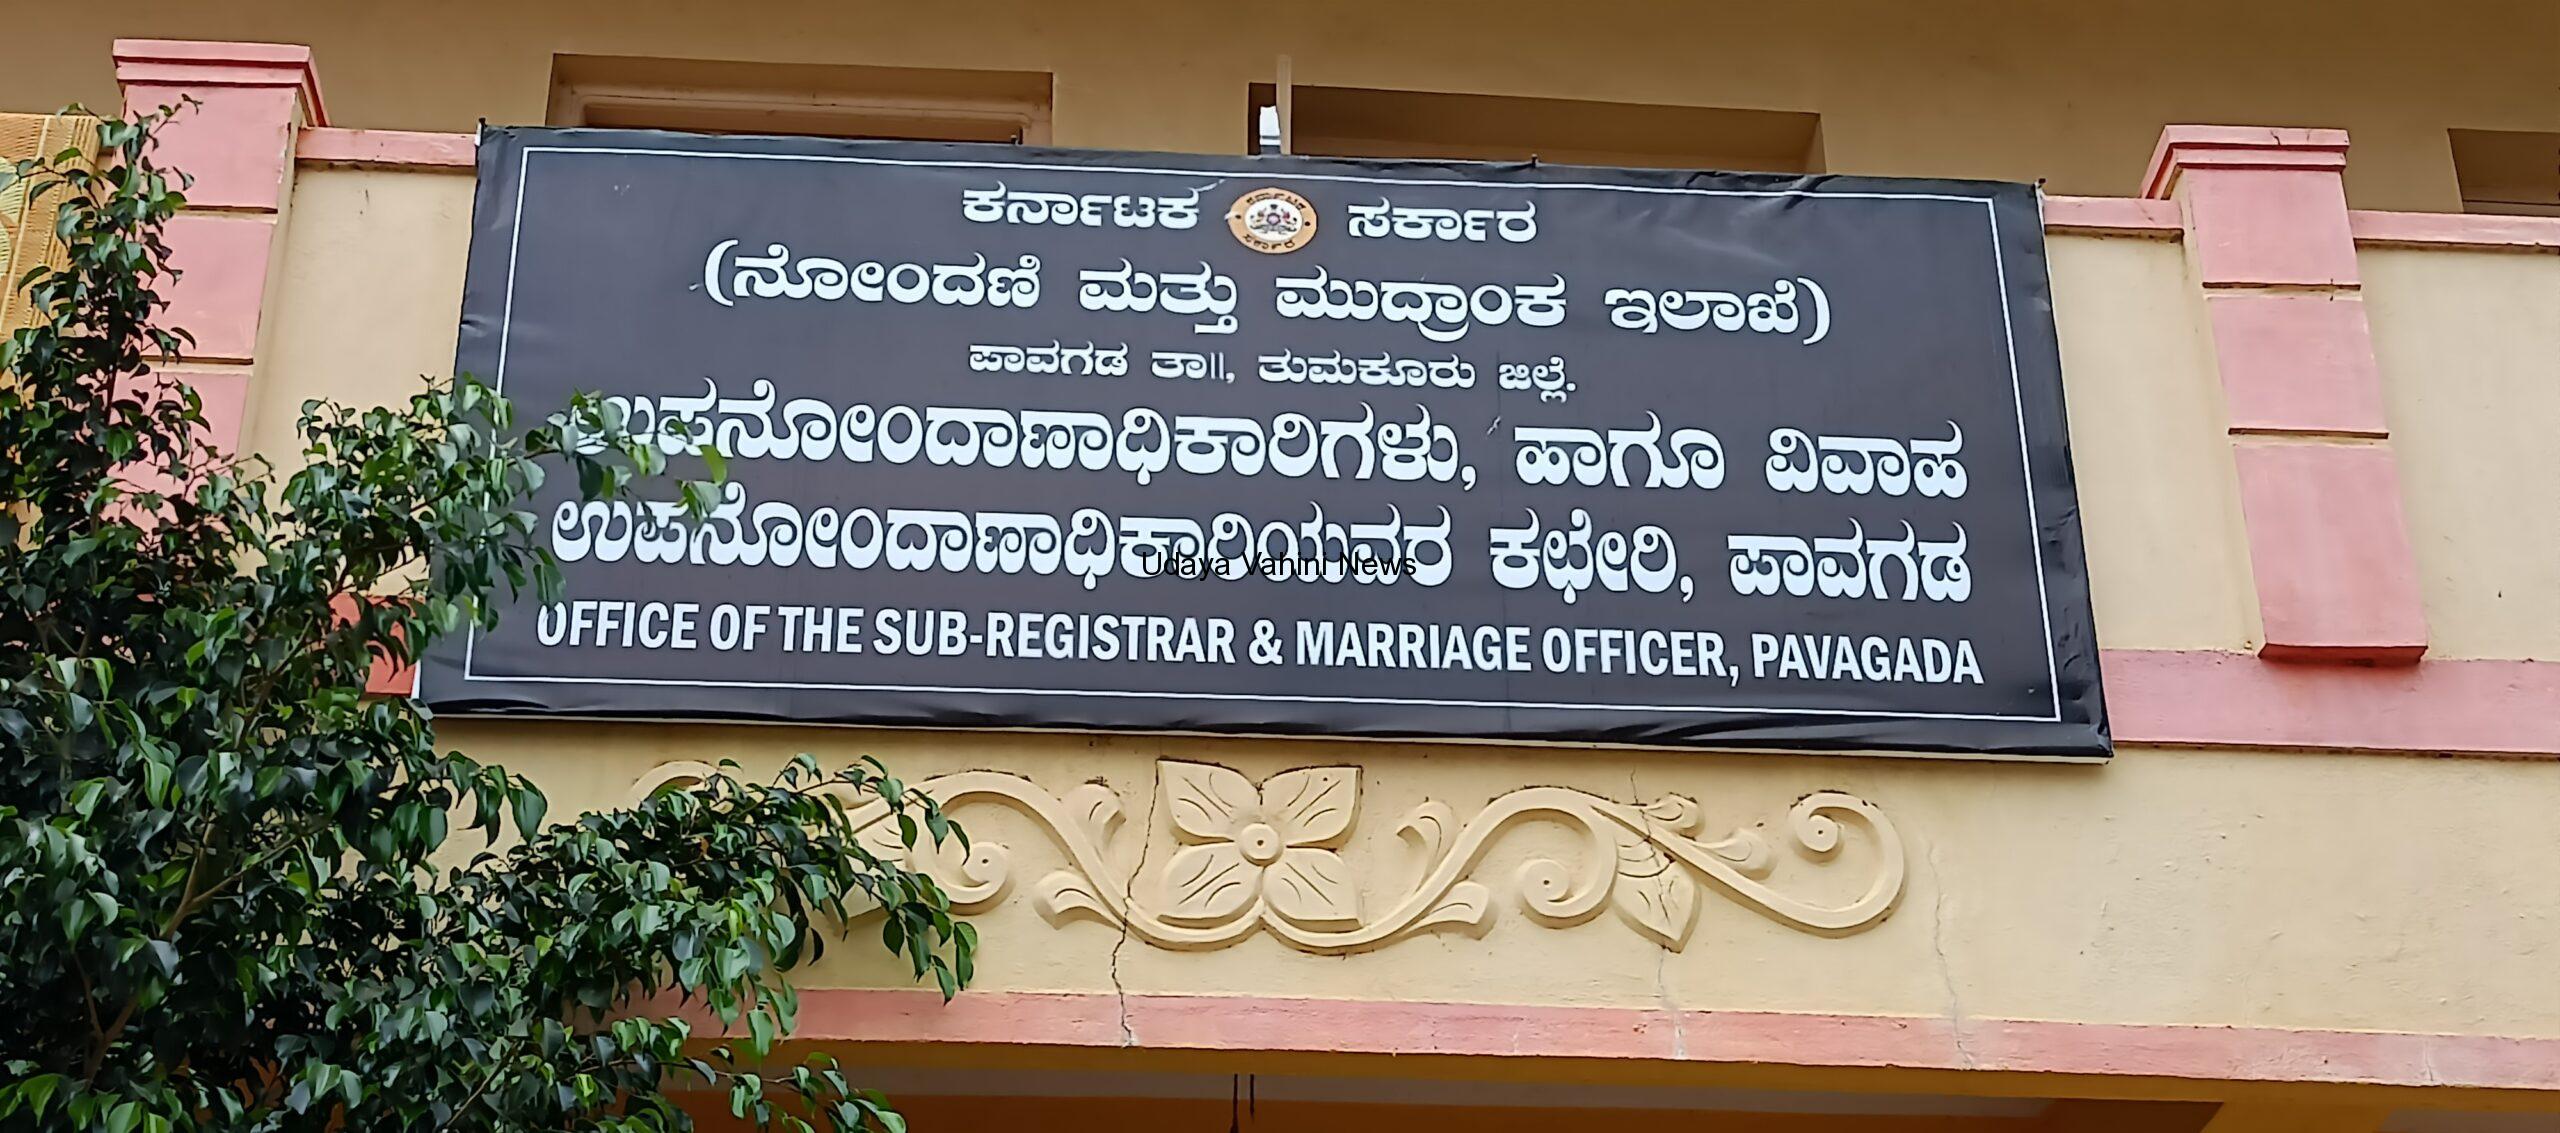 ಕರ್ನಾಟಕ ಸರ್ಕಾರ
(ನೋಂದಣಿ ಮತ್ತು ಮುದ್ರಾಂಕ ಇಲಾಖೆ)
ಪಾವಗಡ ತಾ||, ತುಮಕೂರು ಜಿಲ್ಲೆ.
ಉಪನೋಂದಾಣಾಧಿಕಾರಿಗಳು, ಹಾಗೂ ವಿವಾಹ
ಉಪನೋಂದಾಣಾಧಿಕಾರಿಯವರ ಕಛೇರಿ, ಪಾವಗಡ
Udaya Vahini News
OFFICE OF THE SUB-REGISTRAR & MARRIAGE OFFICER, PAVAGADA